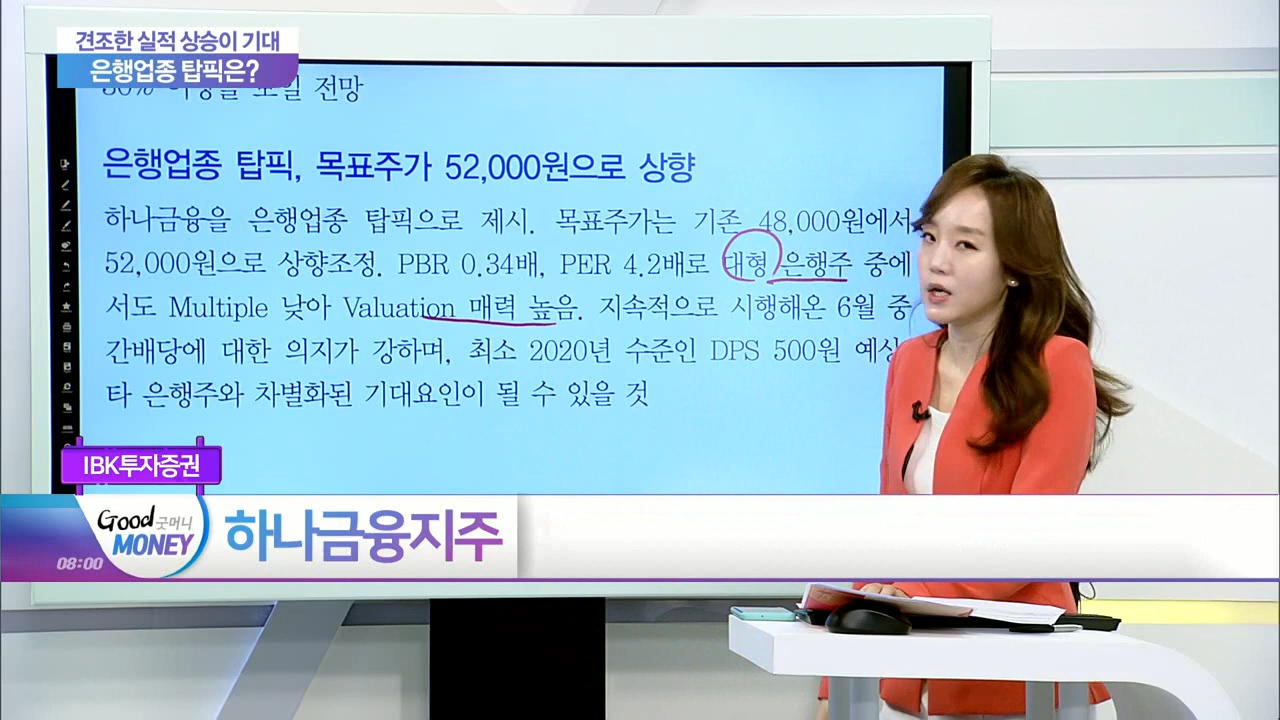 견조한 실적 상승이 기대
은행업종 탑픽은?
전망
은행업종 탑픽, 목표주가 52,000원으로 상향
하나금융을 은행업종 탑픽으로 제시. 목표주가는 기존 48,000원에서
52,000원으로 상향조정. PBR 0.34배, PER 4.2배로 대형 은행주 중에
서도 Multiple 낮아 Valuation 매력 높음. 지속적으로 시행해온 6월 중
간배당에 대한 의지가 강하며, 최소 2020년 수준인 DPS 500원 예상
타 은행주와 차별화된 기대요인이 될 수 있을 것
IBK투자증권
Good 굿머니
MONEY
하나금융지주
08:00